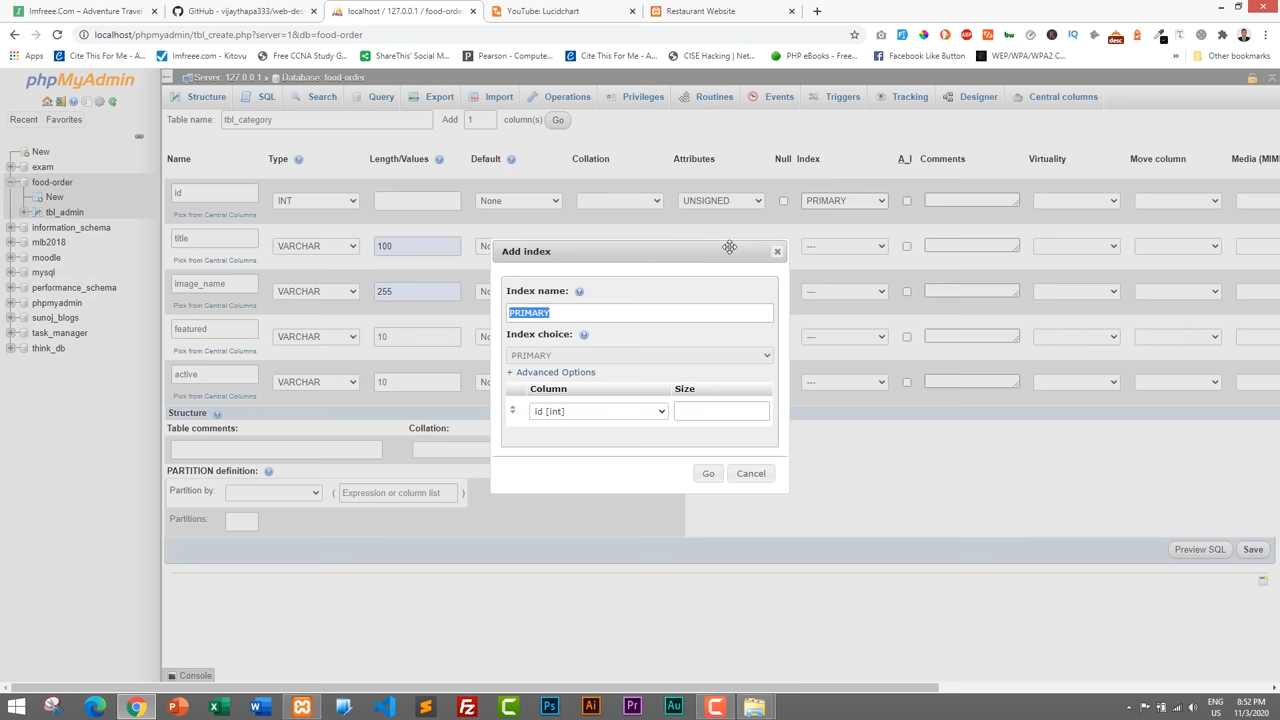 Imfreee.Com – Adventure Travel
GitHub - vijaythapa333/web-des
localhost / 127.0.0.1 / food-order
YouTube: Lucidchart
Restaurant Website
localhost/phpmyadmin/tbl_create.php?server=1&db=food-order
Apps
Cite This For Me - C...
Imfreee.com - Kitovu
Free CCNA Study G...
ShareThis' Social M...
Pearson - Computin...
Cite This For Me - C...
CISE Hacking | Net...
PHP eBooks - Free...
Facebook Like Button
WEP/WPA/WPA2 C...
Other bookmarks
phpMyAdmin
Recent
Favorites
New
exam
food-order
New
tbl_admin
information_schema
mlb2018
moodle
mysql
performance_schema
phpmyadmin
sunoj_blogs
task_manager
think_db
Server: 127.0.0.1 » Database: food-order
Structure SQL Search Query Export Import Operations Privileges Routines Events Triggers Tracking Designer Central columns
Table name: tbl_category Add 1 column(s) Go
Name Type Length/Values Default Collation Attributes Null Index A_I Comments Virtuality Move column Media (MIM
id INT None UNSIGNED PRIMARY
Pick from Central Columns
title VARCHAR 100 No ---
Pick from Central Columns
image_name VARCHAR 255 No ---
Pick from Central Columns
featured VARCHAR 10 No ---
Pick from Central Columns
active VARCHAR 10 No ---
Pick from Central Columns
Add index
Index name:
PRIMARY
Index choice:
PRIMARY
+ Advanced Options
Column Size
id [int]
Go Cancel
Structure
Table comments: Collation:
PARTITION definition:
Partition by: ( Expression or column list )
Partitions:
Preview SQL Save
Console
ENG
US
8:52 PM
11/3/2020